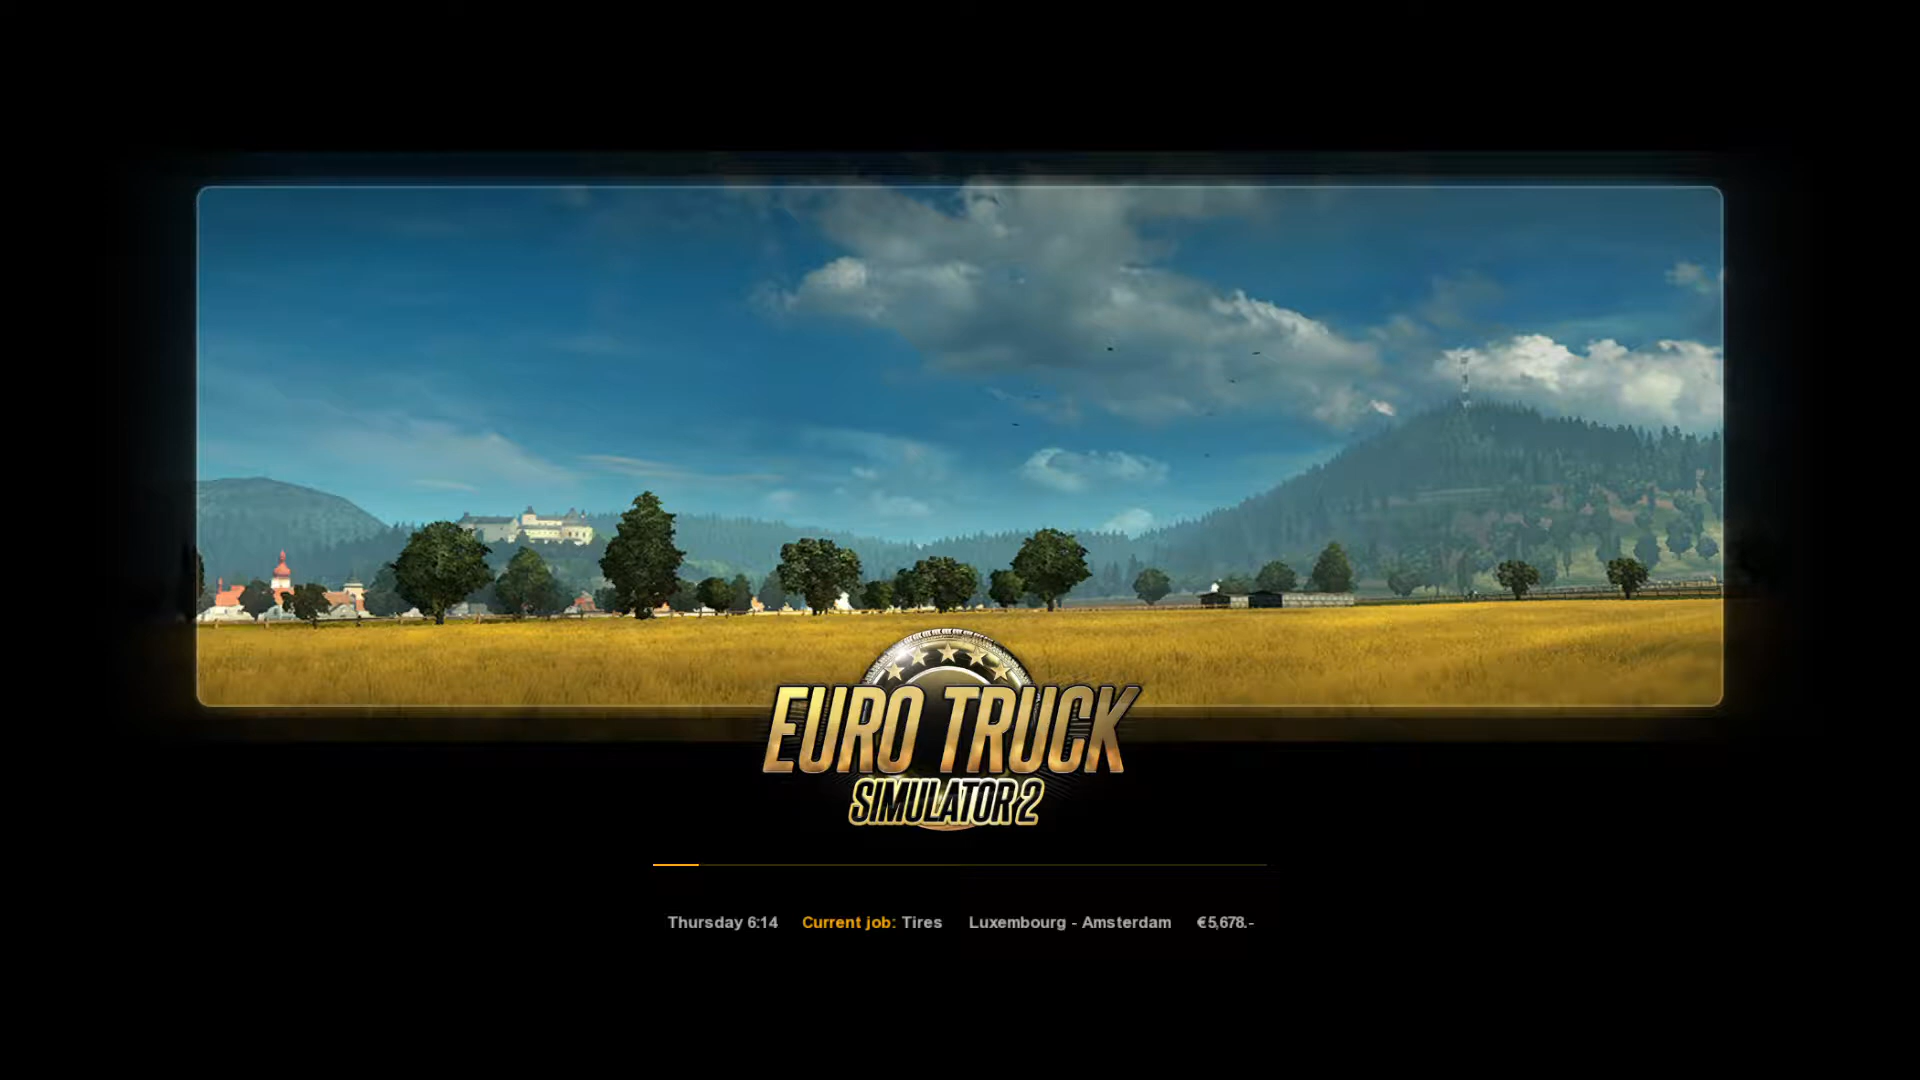 EURO TRUCK
SIMULATOR 2
Thursday 6:14 Current job: Tires Luxembourg - Amsterdam €5,678.-